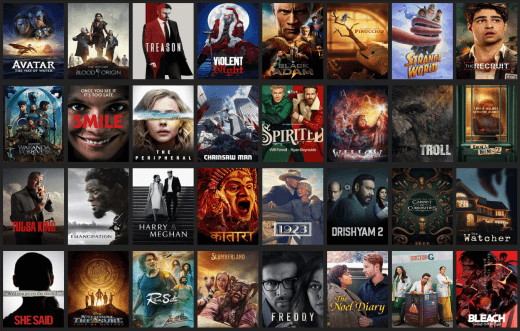 AVATAR
THE WAY OF WATER
THE WITCHER
BLOOD ORIGIN
TREASON
VIOLENT
Night
BLACK
ADAM
PINOCCHIO
STRANGE
WORLD
THE RECRUIT
WAKANDA
FOREVER
ONCE YOU SEE IT
IT'S TOO LATE.
SMILE
THE
PERIPHERAL
CHAINSAW MAN
SPIRITED
Will Ferrell Ryan Reynolds
TROLL
TULSA KING
EMANCIPATION
HARRY &
MEGHAN
कांतारा
1923
DRISHYAM 2
CABINET
OF
CURIOSITIES
The
Watcher
SHE SAID
SLUMBERLAND
FREDDY
The
Noel Diary
DOCTOR G
BLEACH